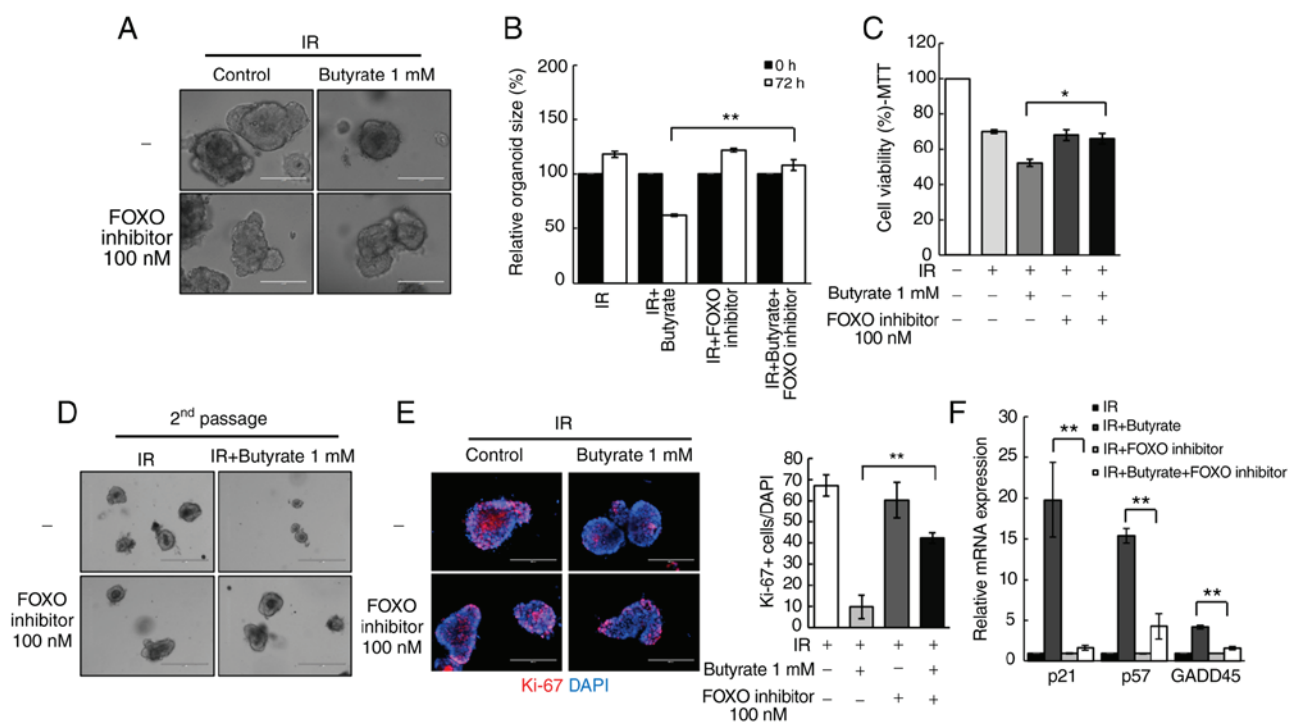 A
IR
Control
Butyrate 1 mM
–
FOXO
inhibitor
100 nM
B
Relative organoid size (%)
200
150
100
50
0
0 h
72 h
**
IR
IR+
Butyrate
IR+FOXO
inhibitor
IR+Butyrate+
FOXO inhibitor
C
Cell viability (%)-MTT
120
100
80
60
40
20
0
*
IR – + + + +
Butyrate 1 mM – – + – +
FOXO inhibitor – – – + +
100 nM
D
2nd passage
IR
IR+Butyrate 1 mM
–
FOXO
inhibitor
100 nM
E
IR
Control
Butyrate 1 mM
–
FOXO
inhibitor
100 nM
Ki-67 DAPI
Ki-67+ cells/DAPI
80
70
60
50
40
30
20
10
0
**
IR + + + +
Butyrate 1 mM – + – +
FOXO inhibitor – – + +
100 nM
F
IR
IR+Butyrate
IR+FOXO inhibitor
IR+Butyrate+FOXO inhibitor
Relative mRNA expression
30
25
20
15
10
5
0
**
**
**
p21
p57
GADD45